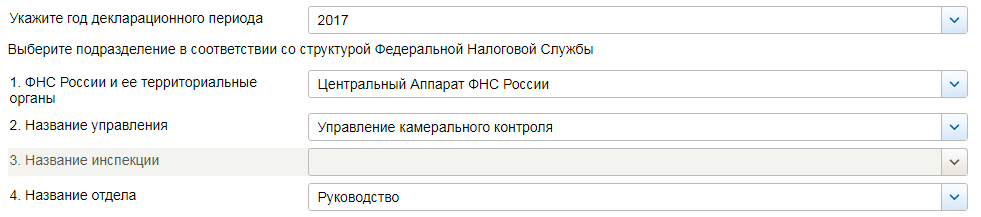 Укажите год декларационного периода
2017
Выберите подразделение в соответствии со структурой Федеральной Налоговой Службы
1. ФНС России и ее территориальные
органы
Центральный Аппарат ФНС России
2. Название управления
Управление камерального контроля
3. Название инспекции
4. Название отдела
Руководство